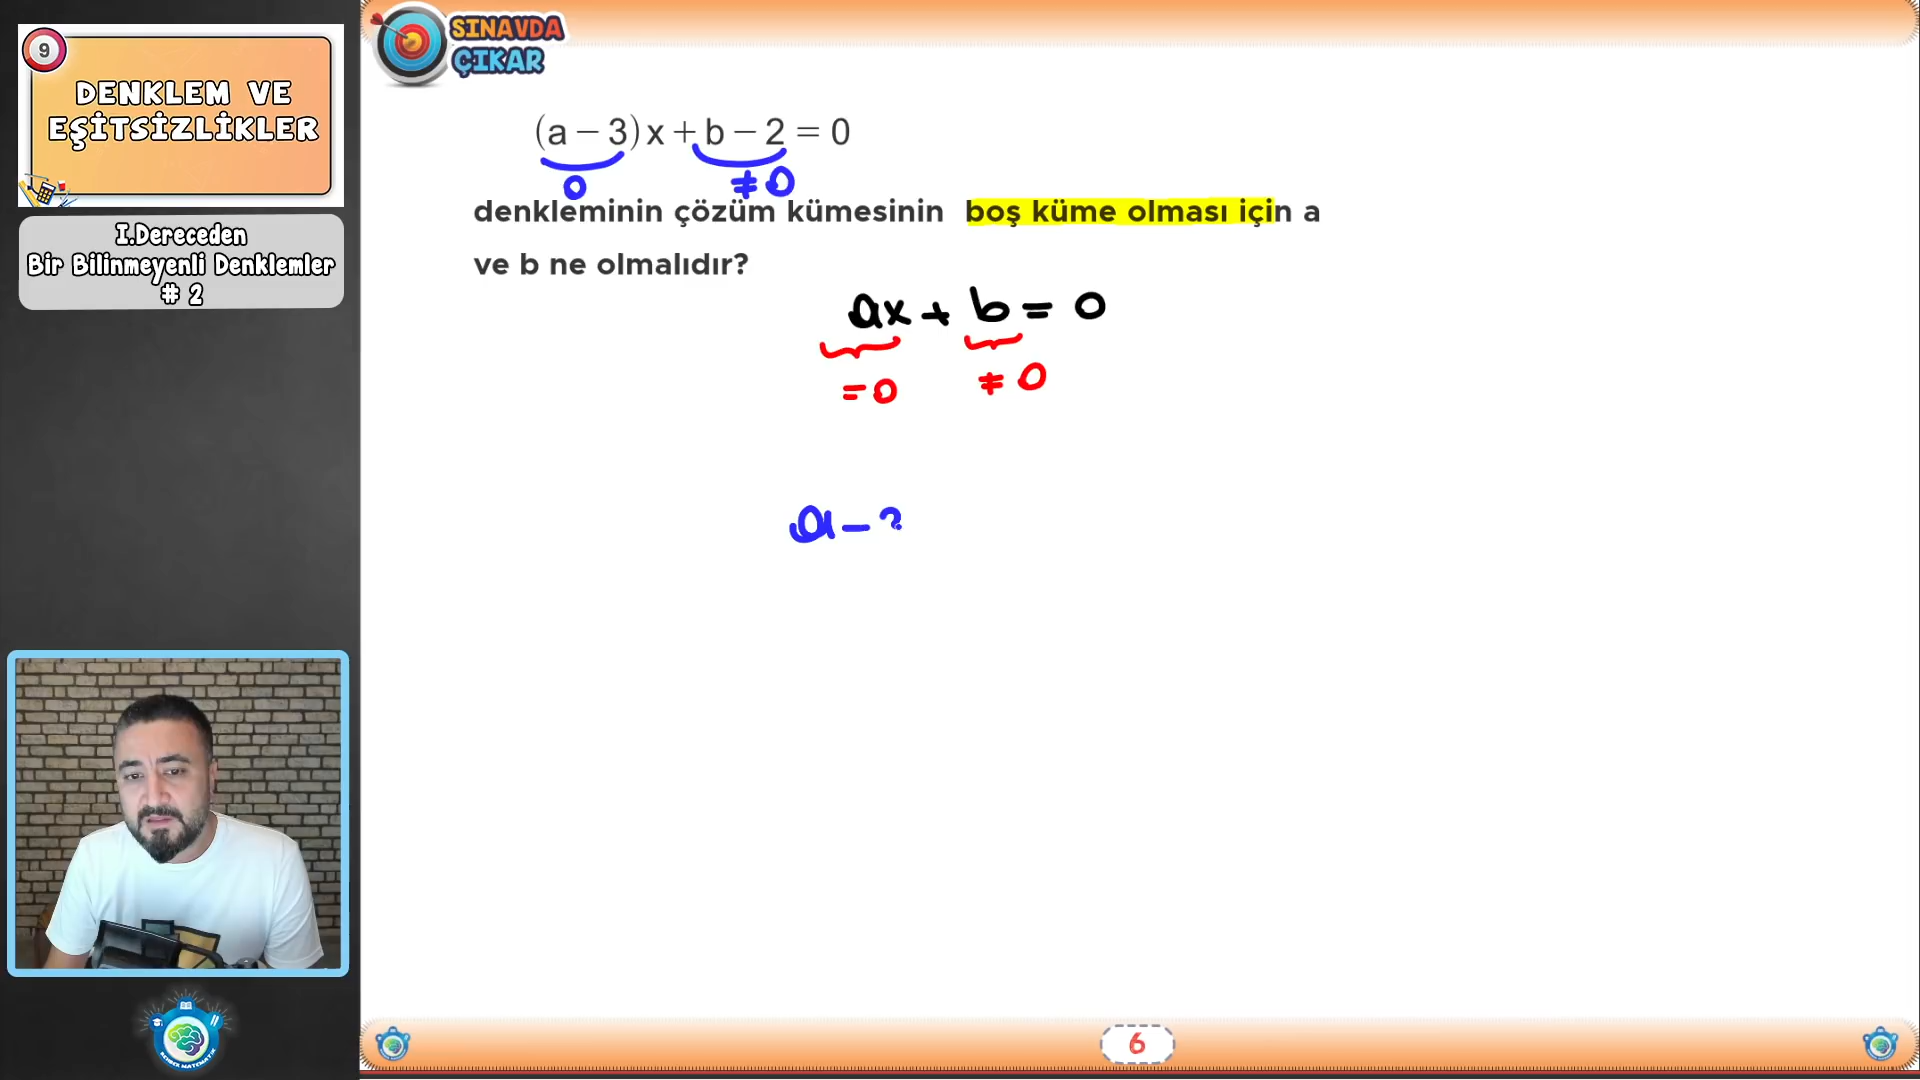 9
DENKLEM VE
EŞİTSİZLİKLER
I.Dereceden
Bir Bilinmeyenli Denklemler
# 2
SINAVDA
ÇIKAR
(a − 3)x + b − 2 = 0
0 ≠ 0
denkleminin çözüm kümesinin boş küme olması için a
ve b ne olmalıdır?
ax + b = 0
= 0 ≠ 0
a −
6